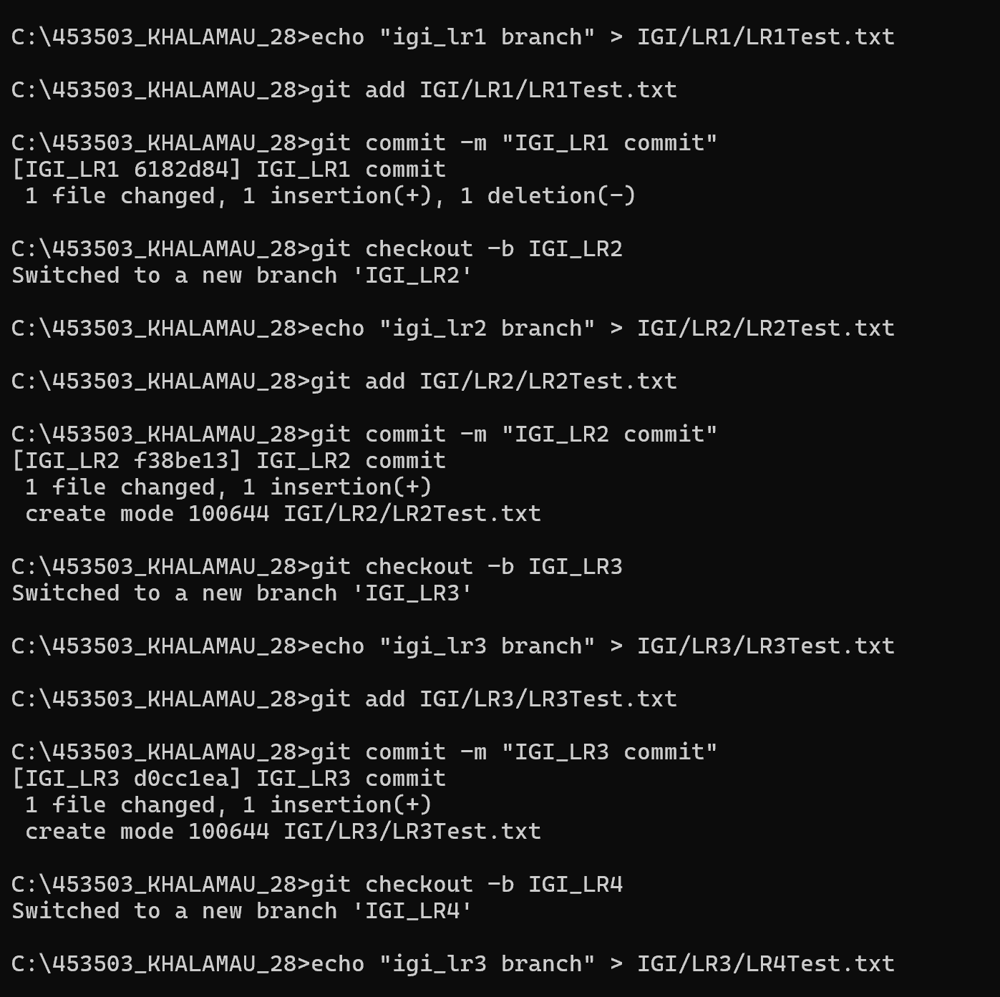 C:\453503_KHALAMAU_28>echo "igi_lr1 branch" > IGI/LR1/LR1Test.txt
C:\453503_KHALAMAU_28>git add IGI/LR1/LR1Test.txt
C:\453503_KHALAMAU_28>git commit -m "IGI_LR1 commit"
[IGI_LR1 6182d84] IGI_LR1 commit
 1 file changed, 1 insertion(+), 1 deletion(-)
C:\453503_KHALAMAU_28>git checkout -b IGI_LR2
Switched to a new branch 'IGI_LR2'
C:\453503_KHALAMAU_28>echo "igi_lr2 branch" > IGI/LR2/LR2Test.txt
C:\453503_KHALAMAU_28>git add IGI/LR2/LR2Test.txt
C:\453503_KHALAMAU_28>git commit -m "IGI_LR2 commit"
[IGI_LR2 f38be13] IGI_LR2 commit
 1 file changed, 1 insertion(+)
 create mode 100644 IGI/LR2/LR2Test.txt
C:\453503_KHALAMAU_28>git checkout -b IGI_LR3
Switched to a new branch 'IGI_LR3'
C:\453503_KHALAMAU_28>echo "igi_lr3 branch" > IGI/LR3/LR3Test.txt
C:\453503_KHALAMAU_28>git add IGI/LR3/LR3Test.txt
C:\453503_KHALAMAU_28>git commit -m "IGI_LR3 commit"
[IGI_LR3 d0cc1ea] IGI_LR3 commit
 1 file changed, 1 insertion(+)
 create mode 100644 IGI/LR3/LR3Test.txt
C:\453503_KHALAMAU_28>git checkout -b IGI_LR4
Switched to a new branch 'IGI_LR4'
C:\453503_KHALAMAU_28>echo "igi_lr3 branch" > IGI/LR3/LR4Test.txt